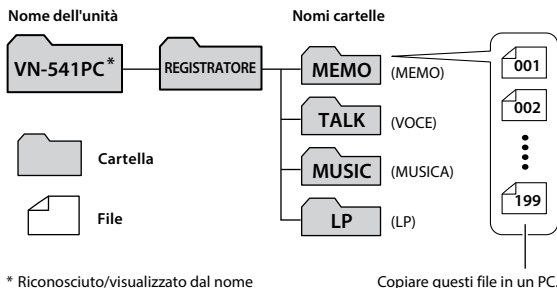 Nome dell'unità
Nomi cartelle
VN-541PC*
REGISTRATORE
MEMO
(MEMO)
TALK
(VOCE)
MUSIC
(MUSICA)
LP
(LP)
001
002
199
Cartella
File
* Riconosciuto/visualizzato dal nome
Copiare questi file in un PC.